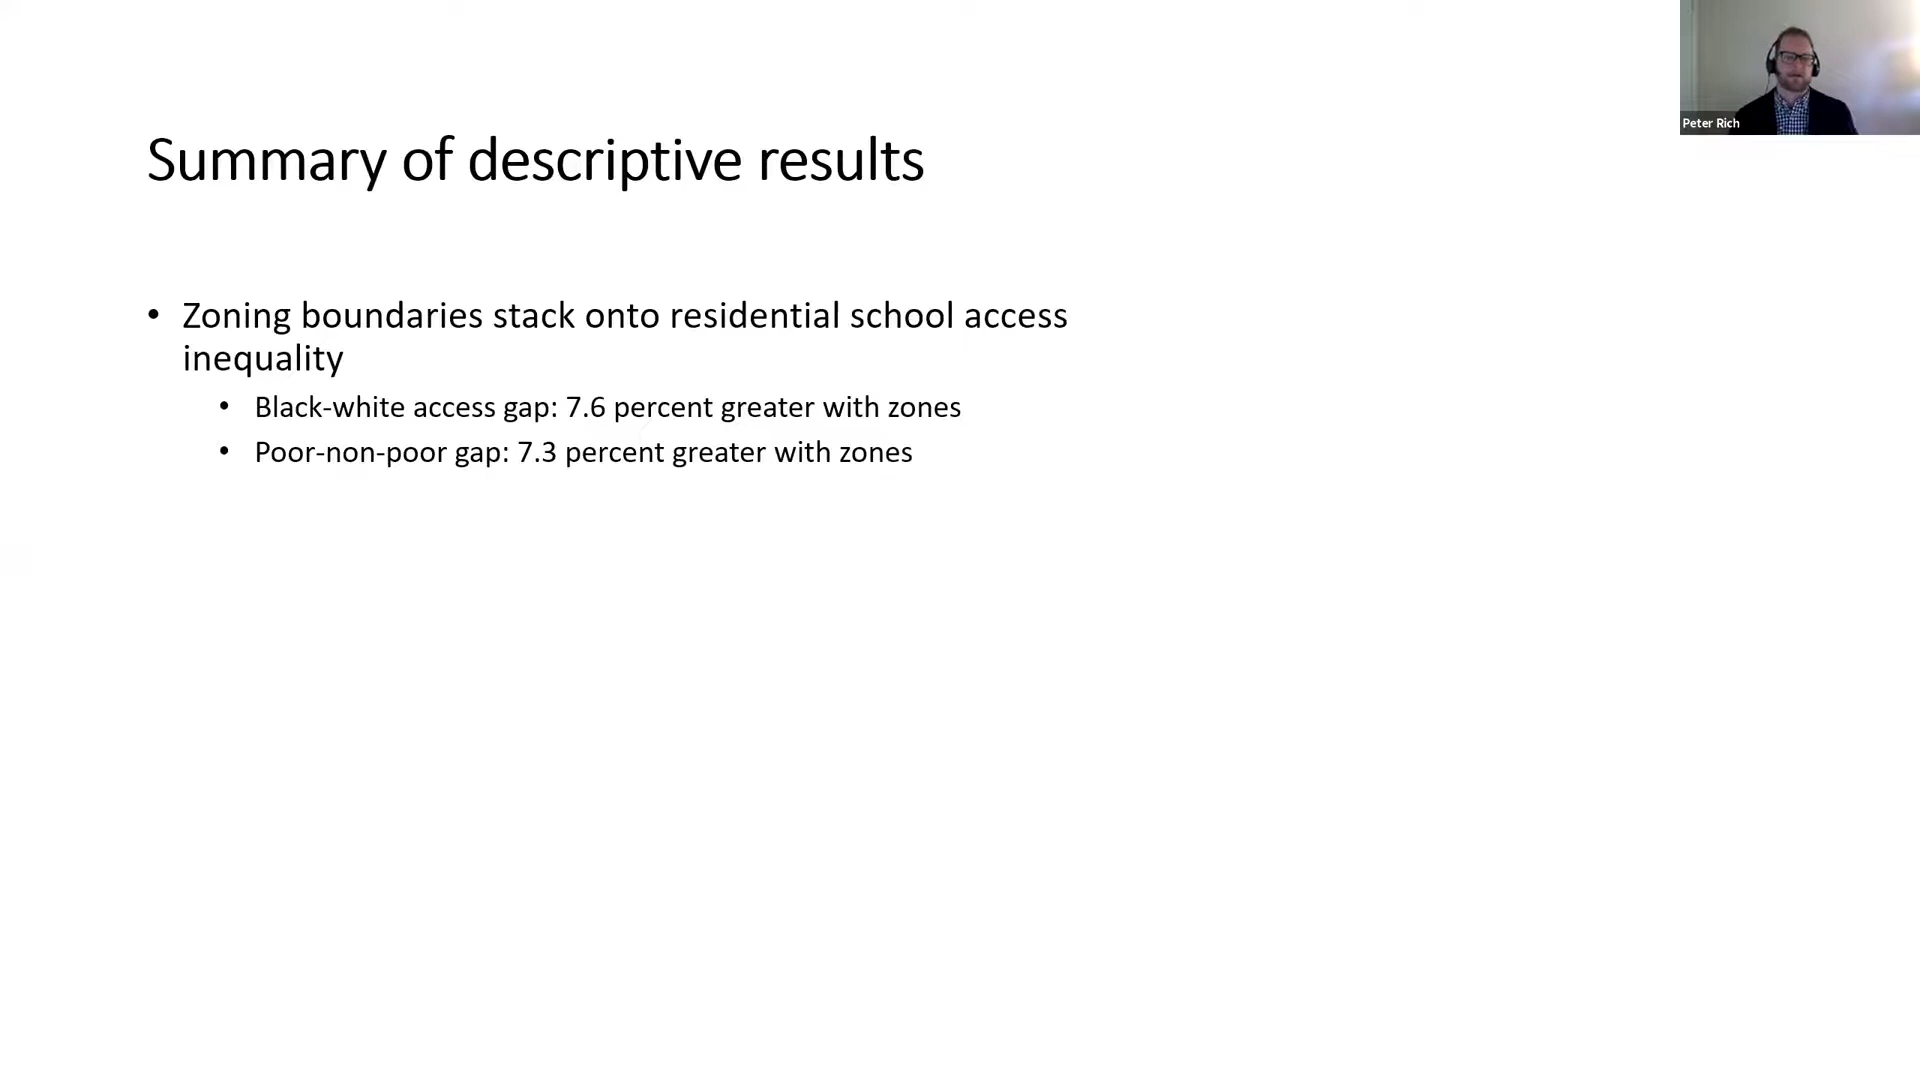 Peter Rich
Summary of descriptive results
• Zoning boundaries stack onto residential school access
inequality
• Black-white access gap: 7.6 percent greater with zones
• Poor-non-poor gap: 7.3 percent greater with zones